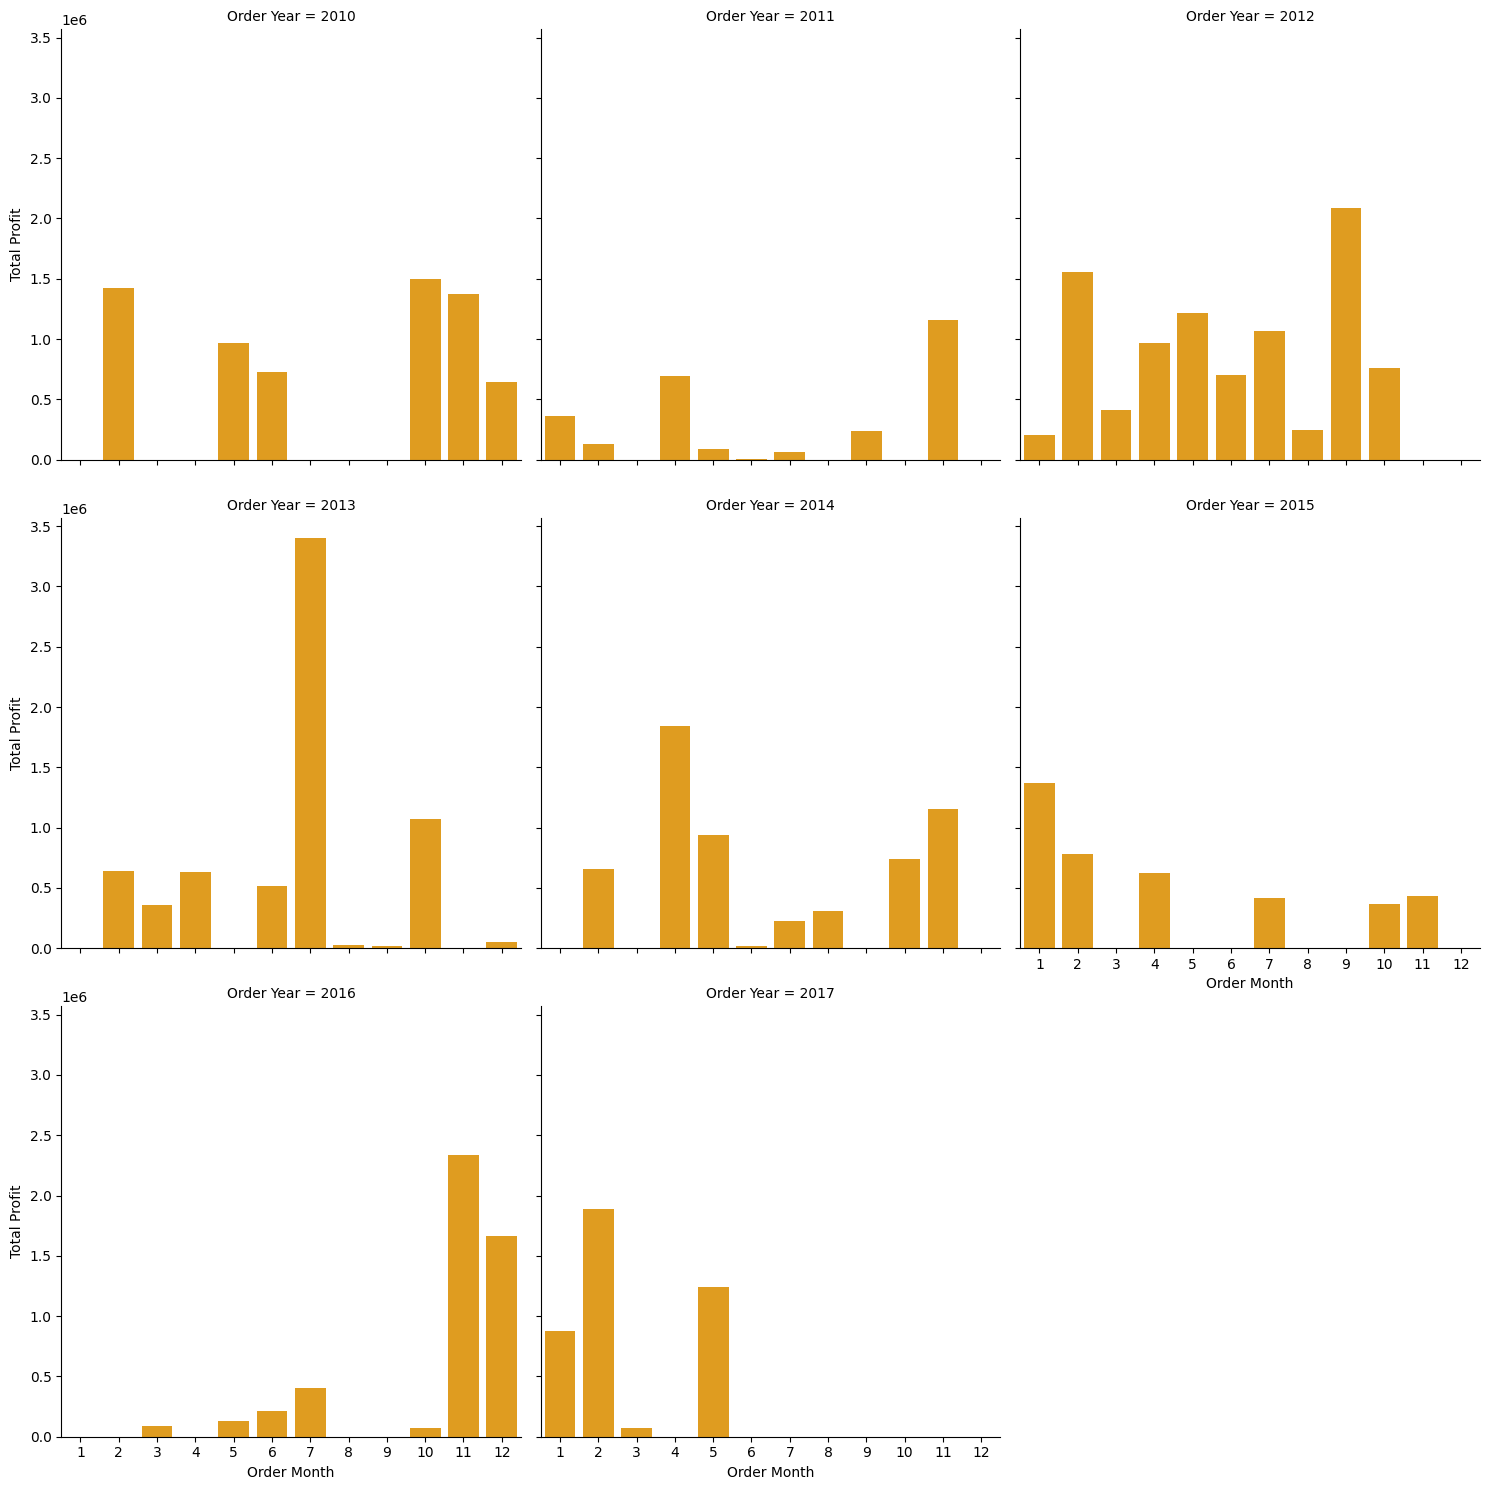 1e6
Order Year = 2010
Order Year = 2011
Order Year = 2012
3.5
3.0
2.5
2.0
1.5
1.0
0.5
0.0
Total Profit
1e6
Order Year = 2013
Order Year = 2014
Order Year = 2015
3.5
3.0
2.5
2.0
1.5
1.0
0.5
0.0
Total Profit
1 2 3 4 5 6 7 8 9 10 11 12
Order Month
1e6
Order Year = 2016
Order Year = 2017
3.5
3.0
2.5
2.0
1.5
1.0
0.5
0.0
Total Profit
1 2 3 4 5 6 7 8 9 10 11 12
Order Month
1 2 3 4 5 6 7 8 9 10 11 12
Order Month